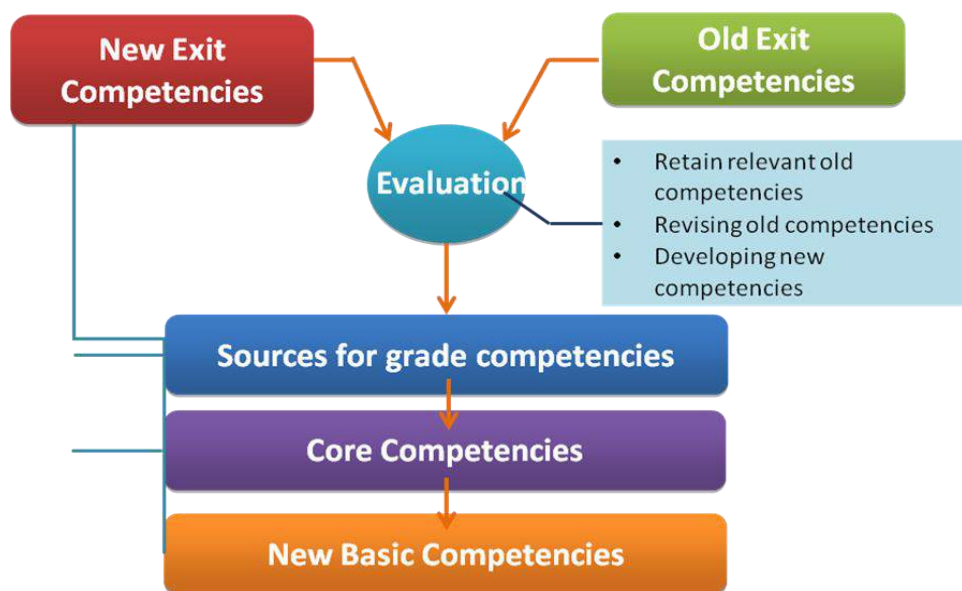 New Exit
Competencies
Old Exit
Competencies
Evaluation
• Retain relevant old
competencies
• Revising old competencies
• Developing new
competencies
Sources for grade competencies
Core Competencies
New Basic Competencies